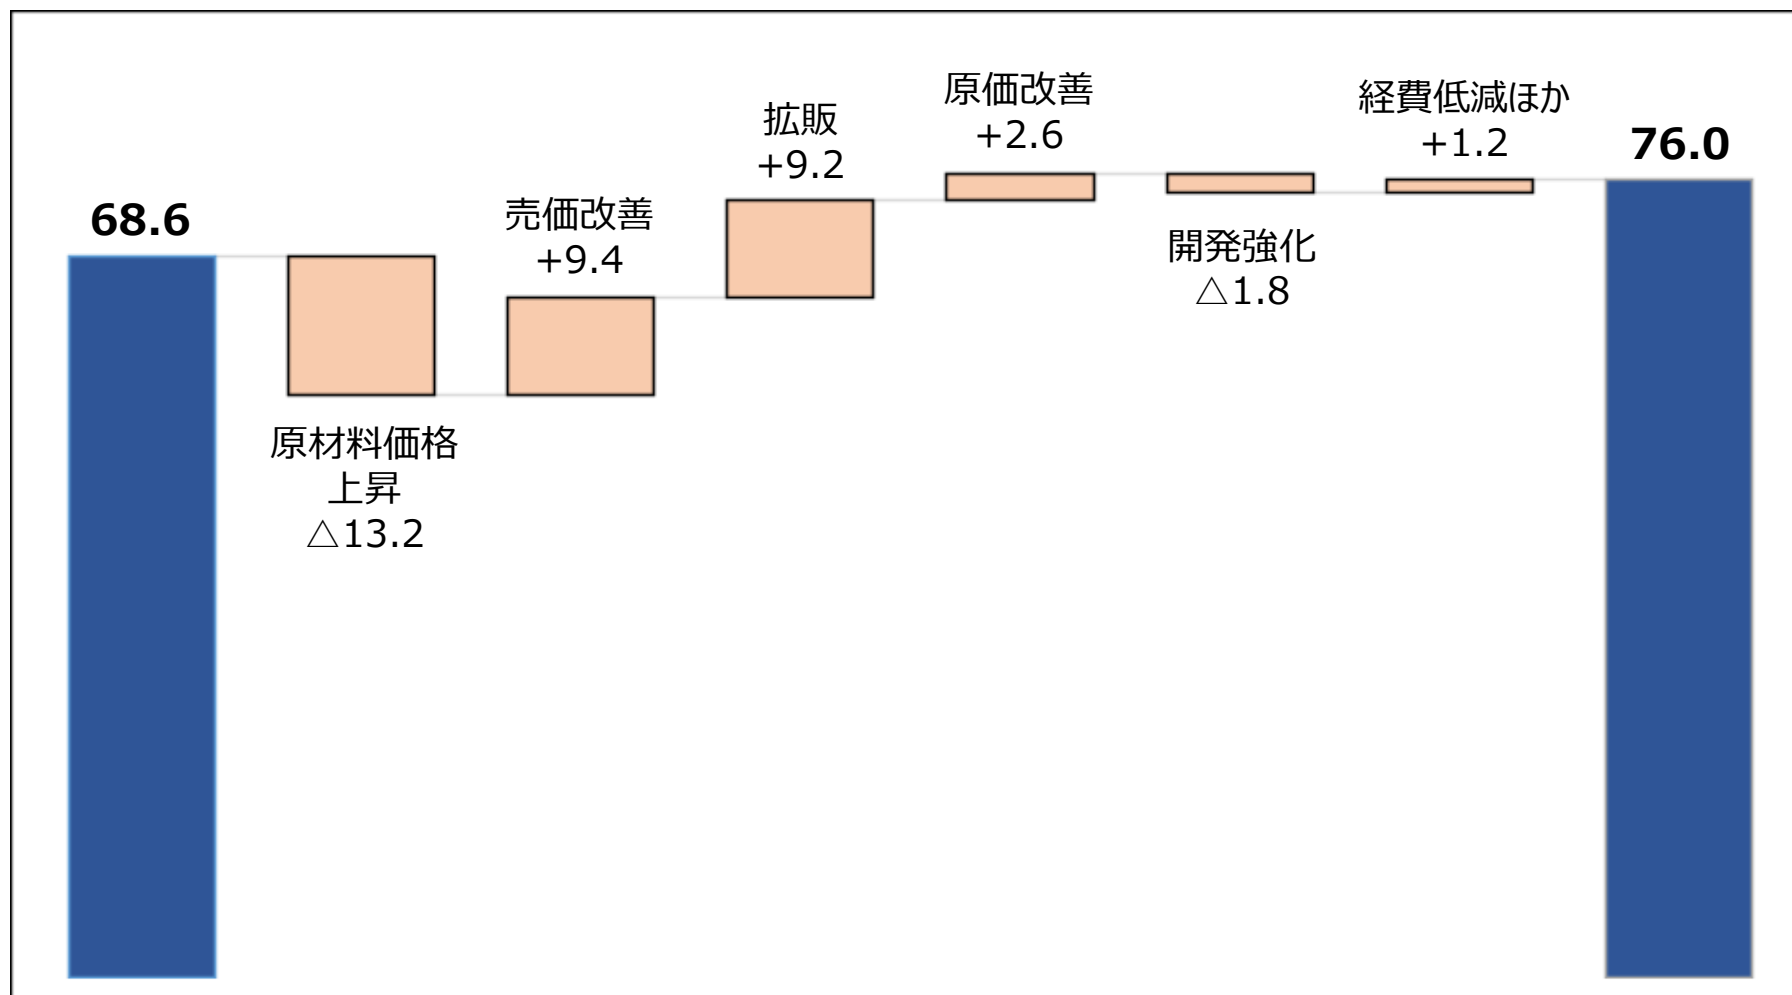 68.6
原材料価格
上昇
△13.2
売価改善
+9.4
拡販
+9.2
原価改善
+2.6
開発強化
△1.8
経費低減ほか
+1.2
76.0